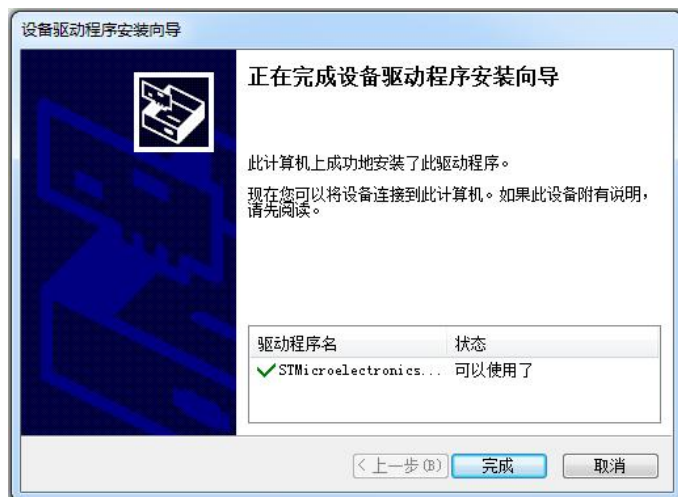 设备驱动程序安装向导
正在完成设备驱动程序安装向导
此计算机上成功地安装了此驱动程序。
现在您可以将设备连接到此计算机。如果此设备附有说明，
请先阅读。
驱动程序名 状态
STMicroelectronics... 可以使用了
<上一步(B) 完成 取消